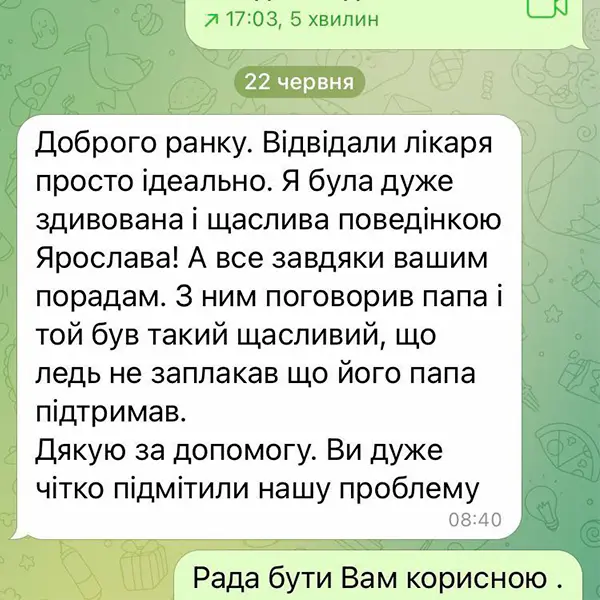 17:03, 5 хвилин
22 червня
Доброго ранку. Відвідали лікаря
просто ідеально. Я була дуже
здивована і щаслива поведінкою
Ярослава! А все завдяки вашим
порадам. З ним поговорив папа і
той був такий щасливий, що
ледь не заплакав що його папа
підтримав.
Дякую за допомогу. Ви дуже
чітко підмітили нашу проблему
08:40
Рада бути Вам корисною .